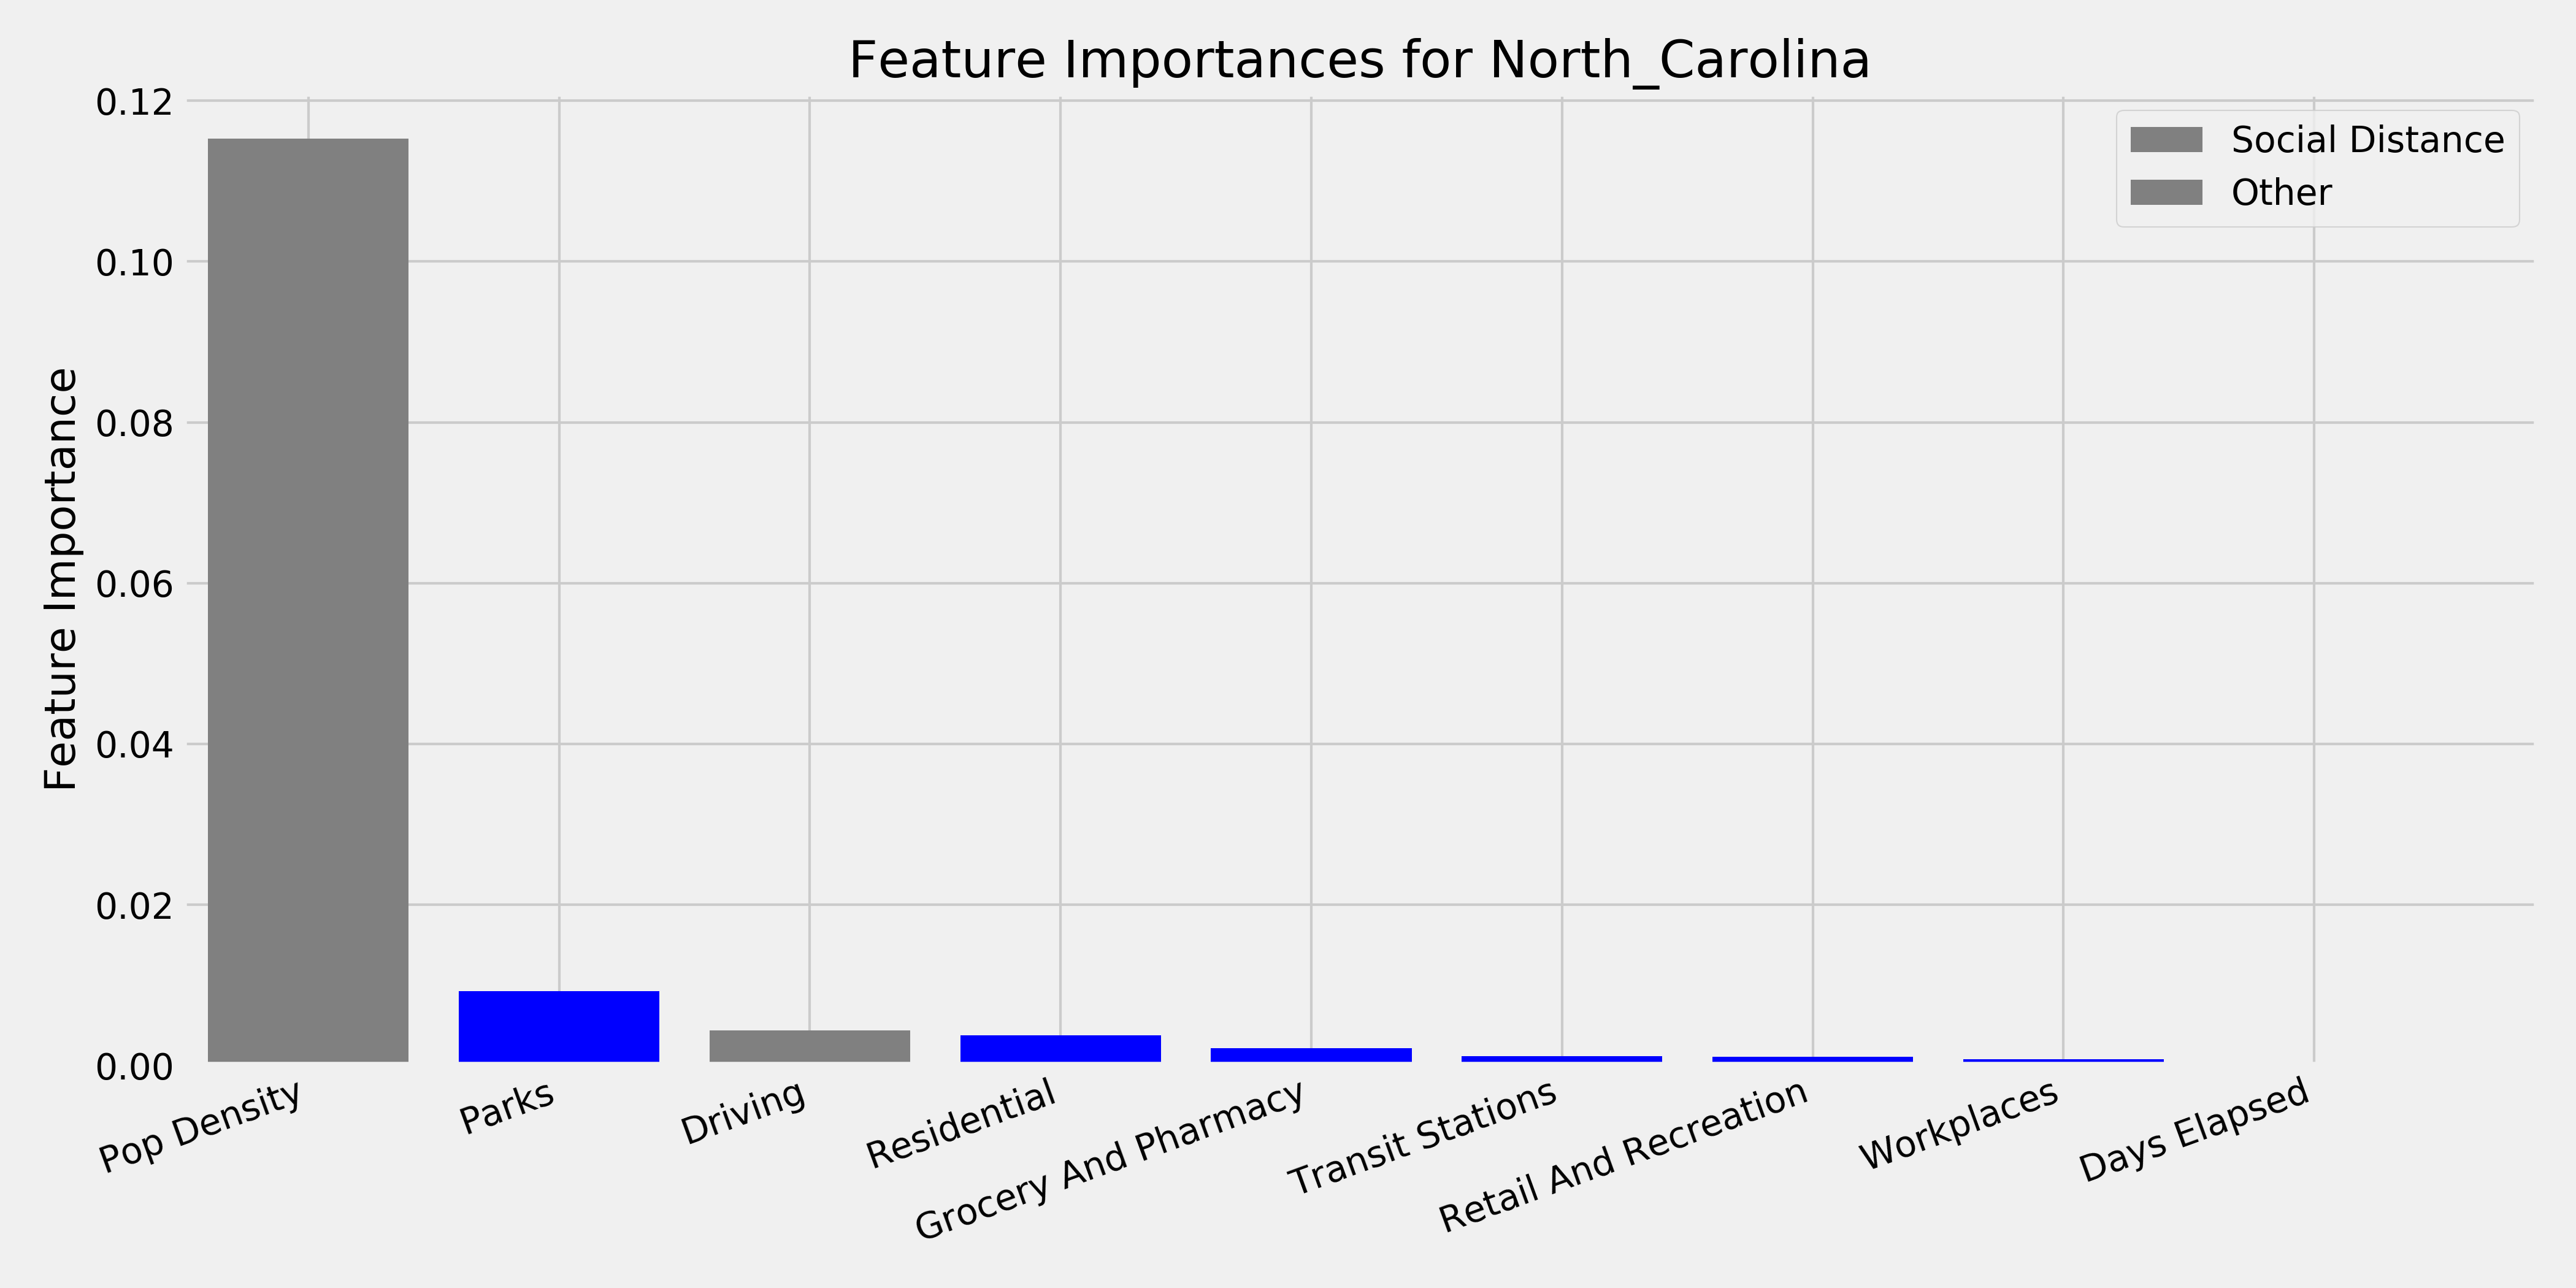 Feature Importances for North_Carolina
Social Distance
Other
Feature Importance
0.12
0.10
0.08
0.06
0.04
0.02
0.00
Pop Density
Parks
Driving
Residential
Grocery And Pharmacy
Transit Stations
Retail And Recreation
Workplaces
Days Elapsed